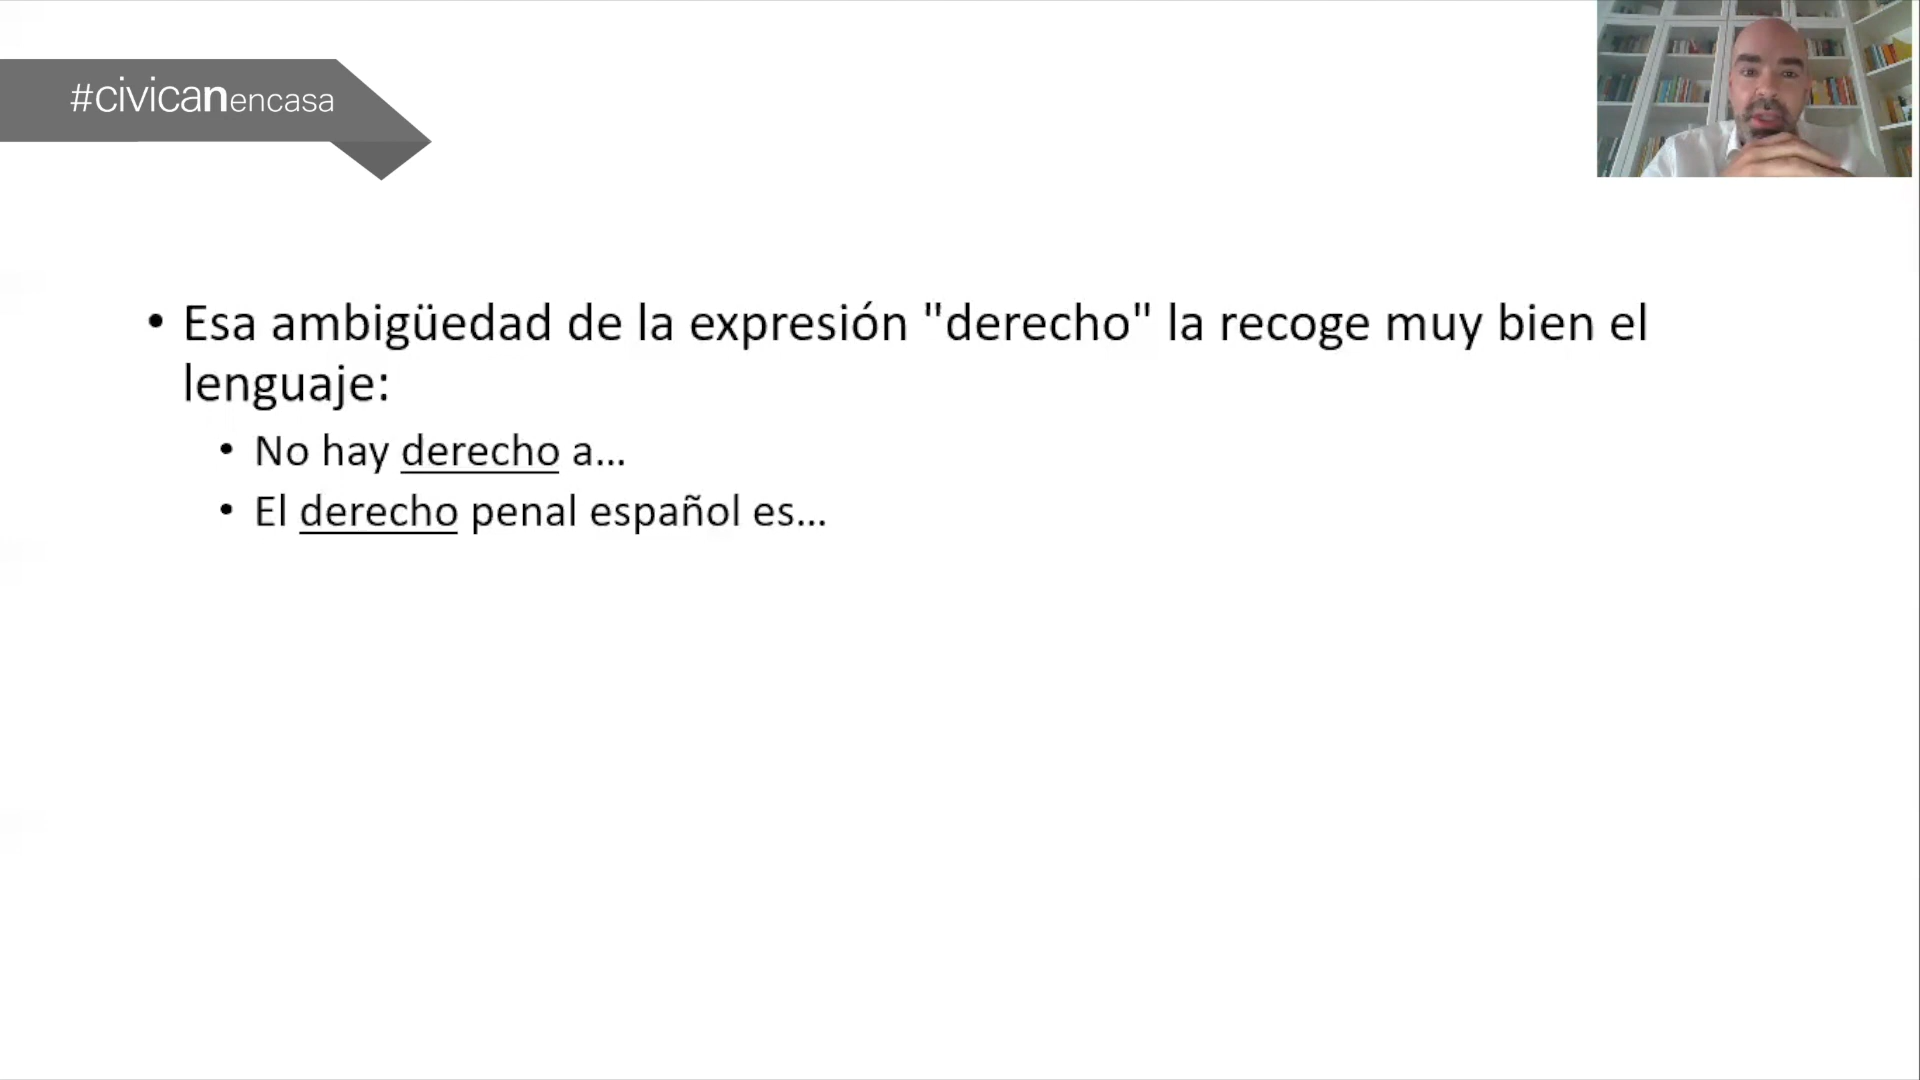 #civicanencasa
• Esa ambigüedad de la expresión "derecho" la recoge muy bien el
lenguaje:
• No hay derecho a...
• El derecho penal español es...